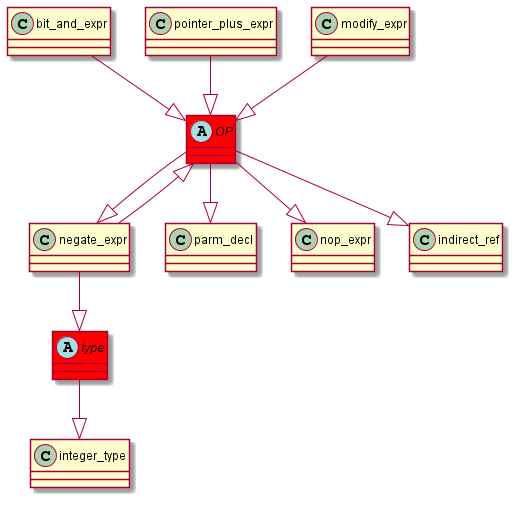 C bit_and_expr
C pointer_plus_expr
C modify_expr
A OP
C negate_expr
C parm_decl
C nop_expr
C indirect_ref
A type
C integer_type